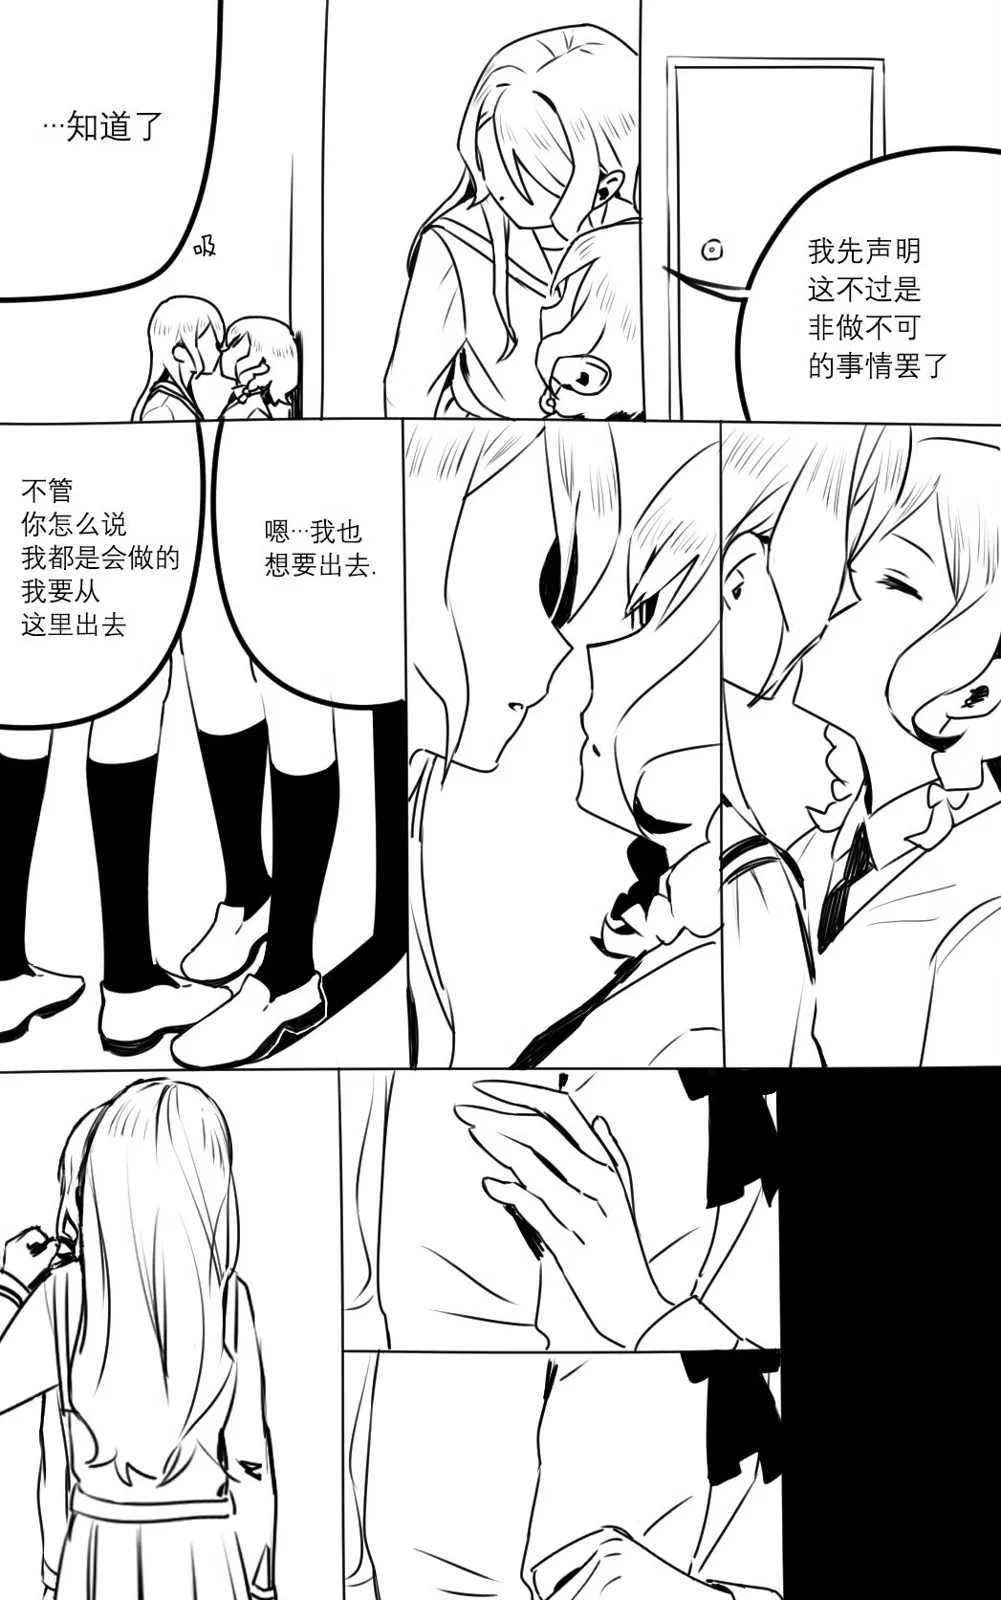 我先声明
这不过是
非做不可
的事情罢了
…知道了
吸
嗯…我也
想要出去.
不管
你怎么说
我都是会做的
我要从
这里出去